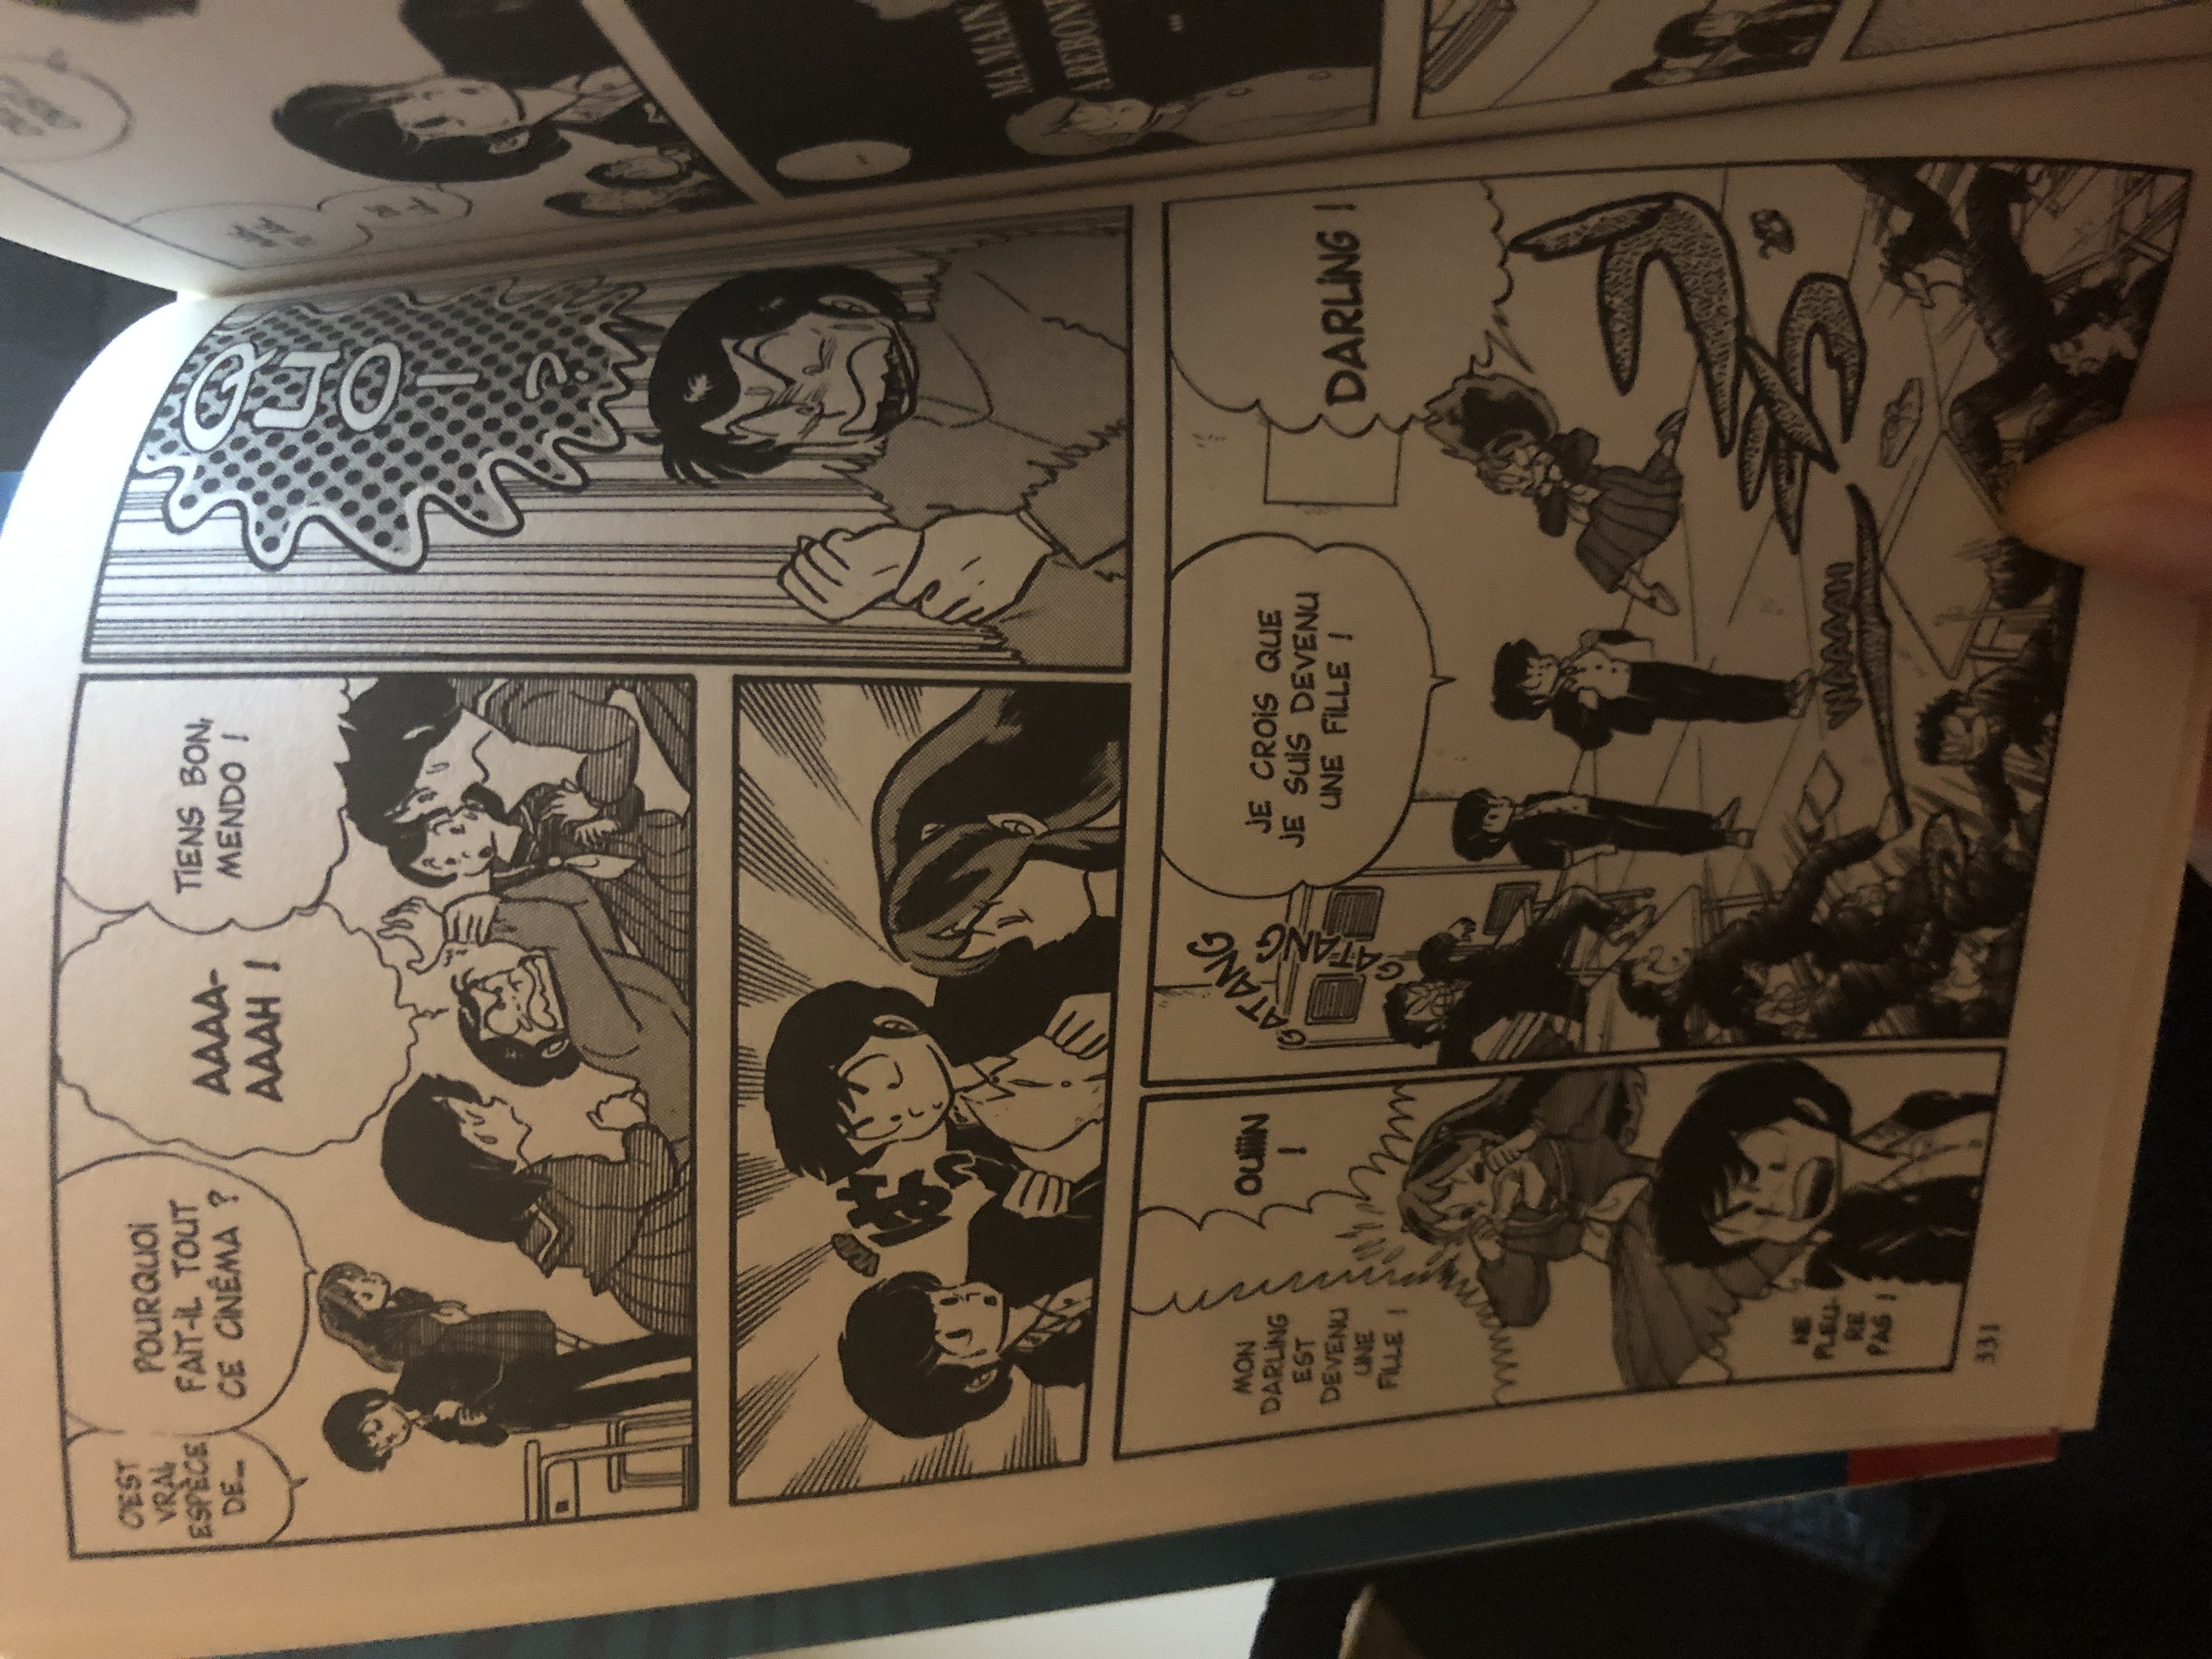 QUOI ?
TIENS BON,
MENDO !
AAAA-
AAAH !
POURQUOI
FAIT-IL TOUT
CE CINÉMA ?
C'EST
VRAI,
ESPÈCE
DE...
ばっ
DARLING !
JE CROIS QUE
JE SUIS DEVENU
UNE FILLE !
GATANG
GATANG
WAAAAH
OUIIIN
!
MON
DARLING
EST
DEVENU
UNE
FILLE !
NE
PLEU-
RE
PAS !
331
MA MAIN
A REBON
...